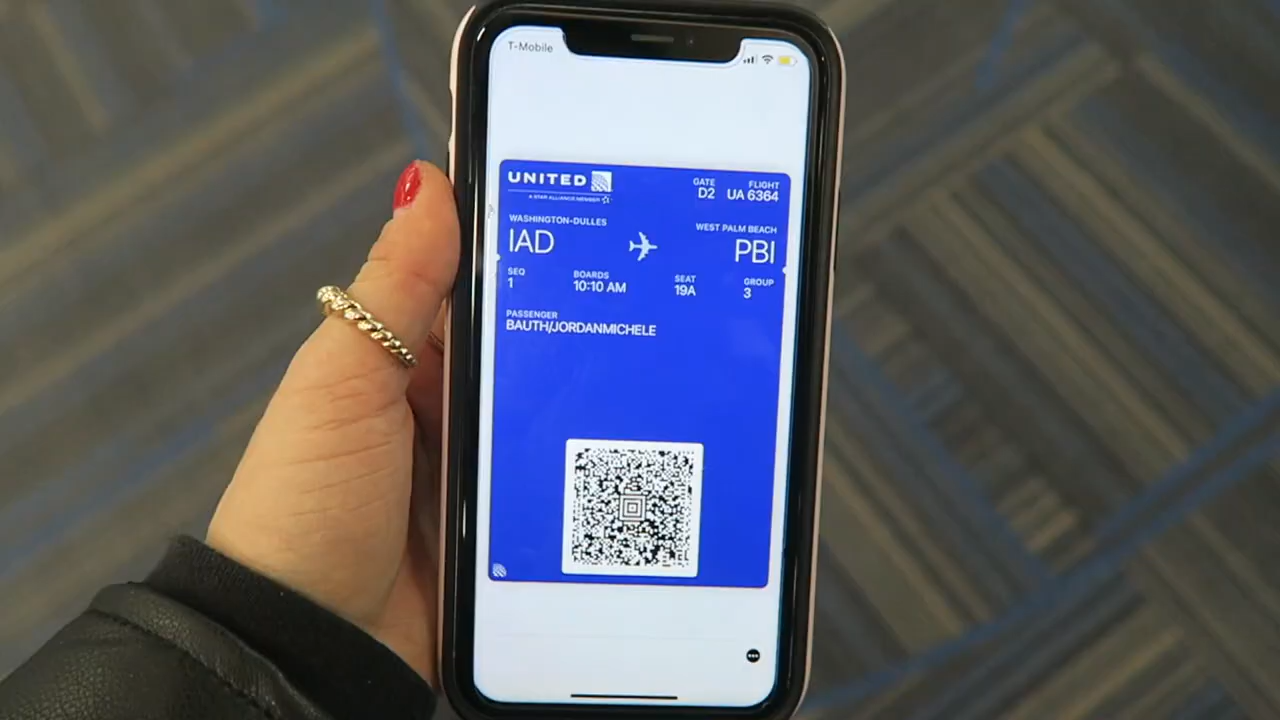 T-Mobile
UNITED
A STAR ALLIANCE MEMBER
GATE FLIGHT
D2 UA 6364
WASHINGTON-DULLES WEST PALM BEACH
IAD PBI
SEQ BOARDS SEAT GROUP
1 10:10 AM 19A 3
PASSENGER
BAUTH/JORDANMICHELE